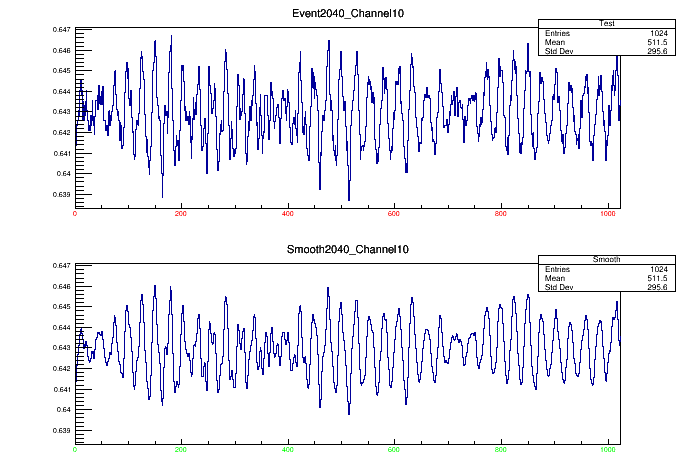 Event2040_Channel10
Test
Entries 1024
Mean 511.5
Std Dev 295.6
0.647
0.646
0.645
0.644
0.643
0.642
0.641
0.64
0.639
0 200 400 600 800 1000
Smooth2040_Channel10
Smooth
Entries 1024
Mean 511.5
Std Dev 295.6
0.647
0.646
0.645
0.644
0.643
0.642
0.641
0.64
0.639
0 200 400 600 800 1000